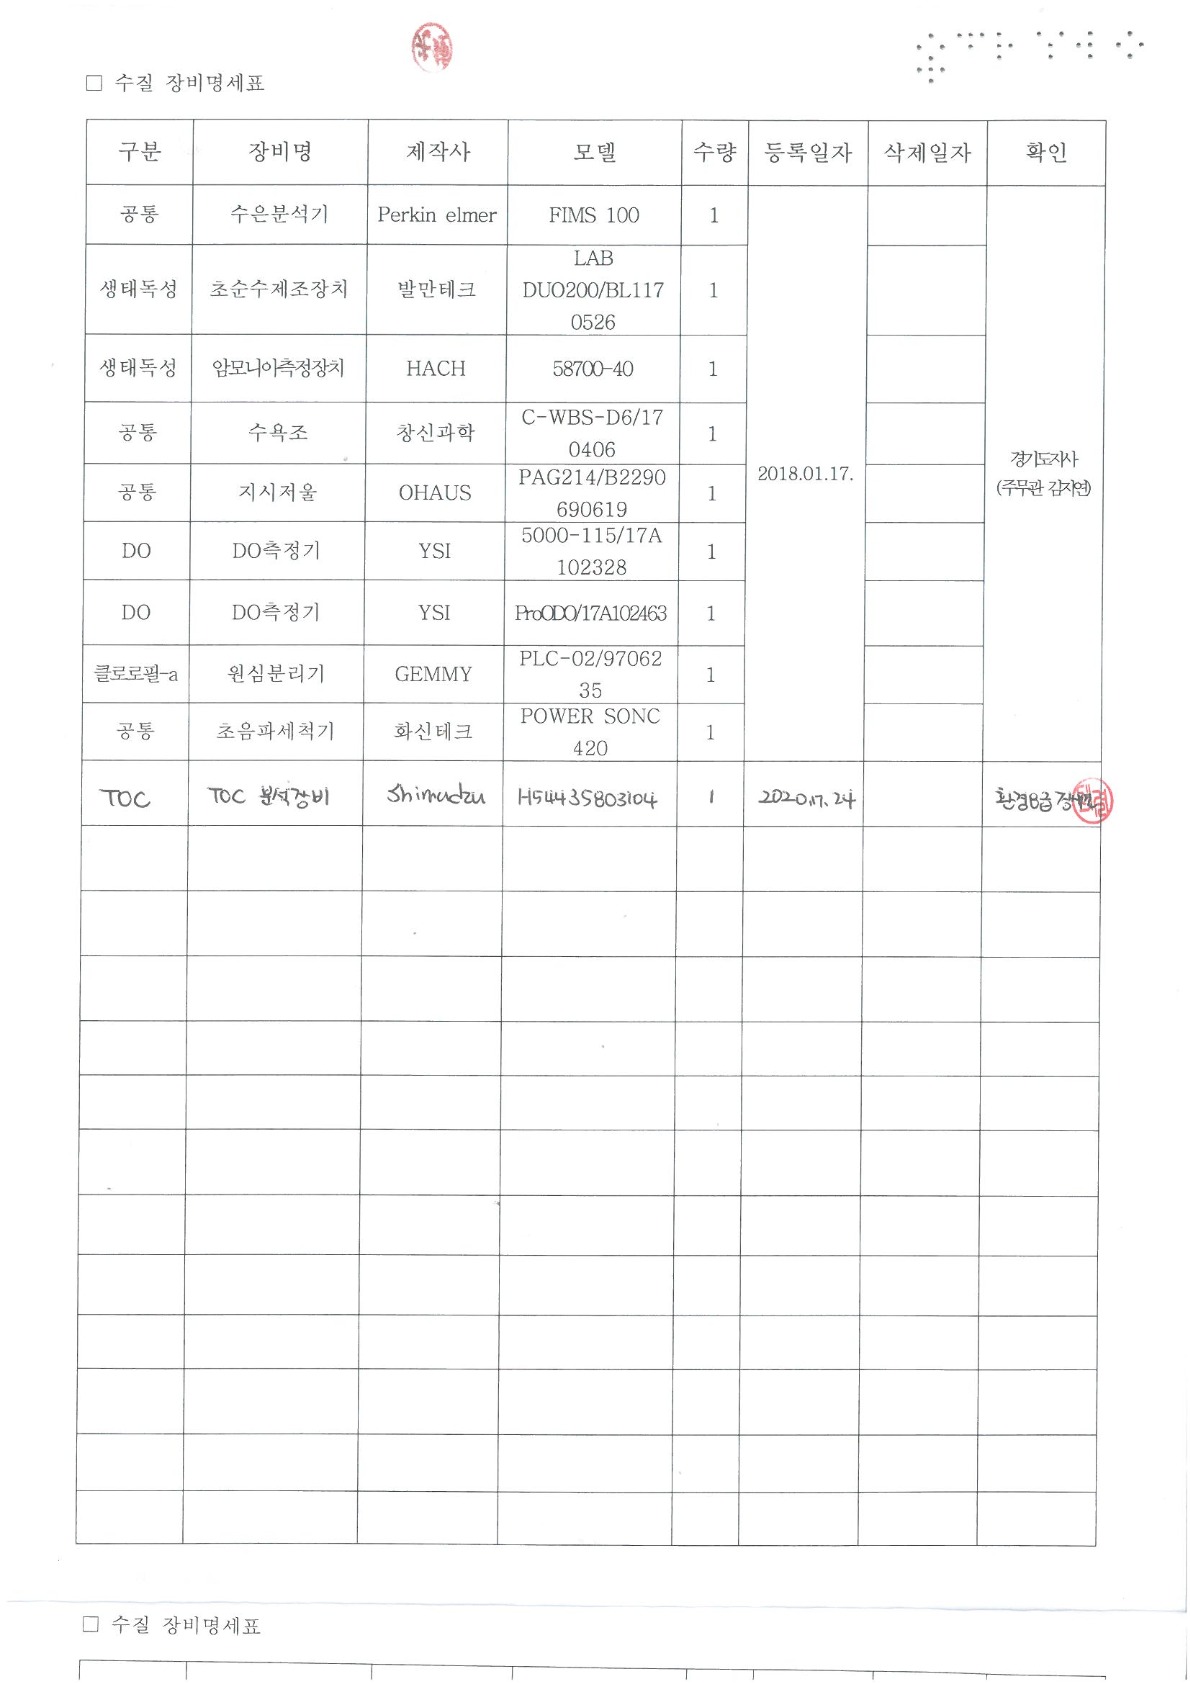 □ 수질 장비명세표
구분 장비명 제작사 모델 수량 등록일자 삭제일자 확인
공통 수은분석기 Perkin elmer FIMS 100 1
생태독성 초순수제조장치 발만테크 LAB DUO200/BL117 0526 1
생태독성 암모니아측정장치 HACH 58700-40 1
공통 수욕조 창신과학 C-WBS-D6/17 0406 1
공통 지시저울 OHAUS PAG214/B2290 690619 1
2018.01.17.
경기도지사
(주무관 김지연)
DO DO측정기 YSI 5000-115/17A 102328 1
DO DO측정기 YSI ProODO/17A102463 1
클로로필-a 원심분리기 GEMMY PLC-02/97062 35 1
공통 초음파세척기 화신테크 POWER SONC 420 1
TOC TOC 분석장비 Shimudzu H54435803104 1 2020.17.24 환경8급
□ 수질 장비명세표